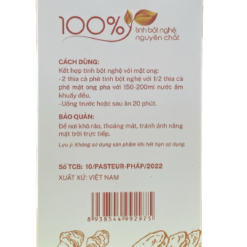 100%
tinh bột nghệ
nguyên chất
CÁCH DÙNG:
Kết hợp tinh bột nghệ với mật ong:
- 2 thìa cà phê tinh bột nghệ với 1/2 thìa cà
phê mật ong pha với 150-200ml nước ấm
khuấy đều.
- Uống trước hoặc sau ăn 20 phút.
BẢO QUẢN:
Để nơi khô ráo, thoáng mát, tránh ánh nắng
mặt trời trực tiếp.
Lưu ý: Không sử dụng sản phẩm khi hết hạn sử dụng.
Số TCB: 10/PASTEUR-PHÁP/2022
XUẤT XỨ: VIỆT NAM
8 938544 992975